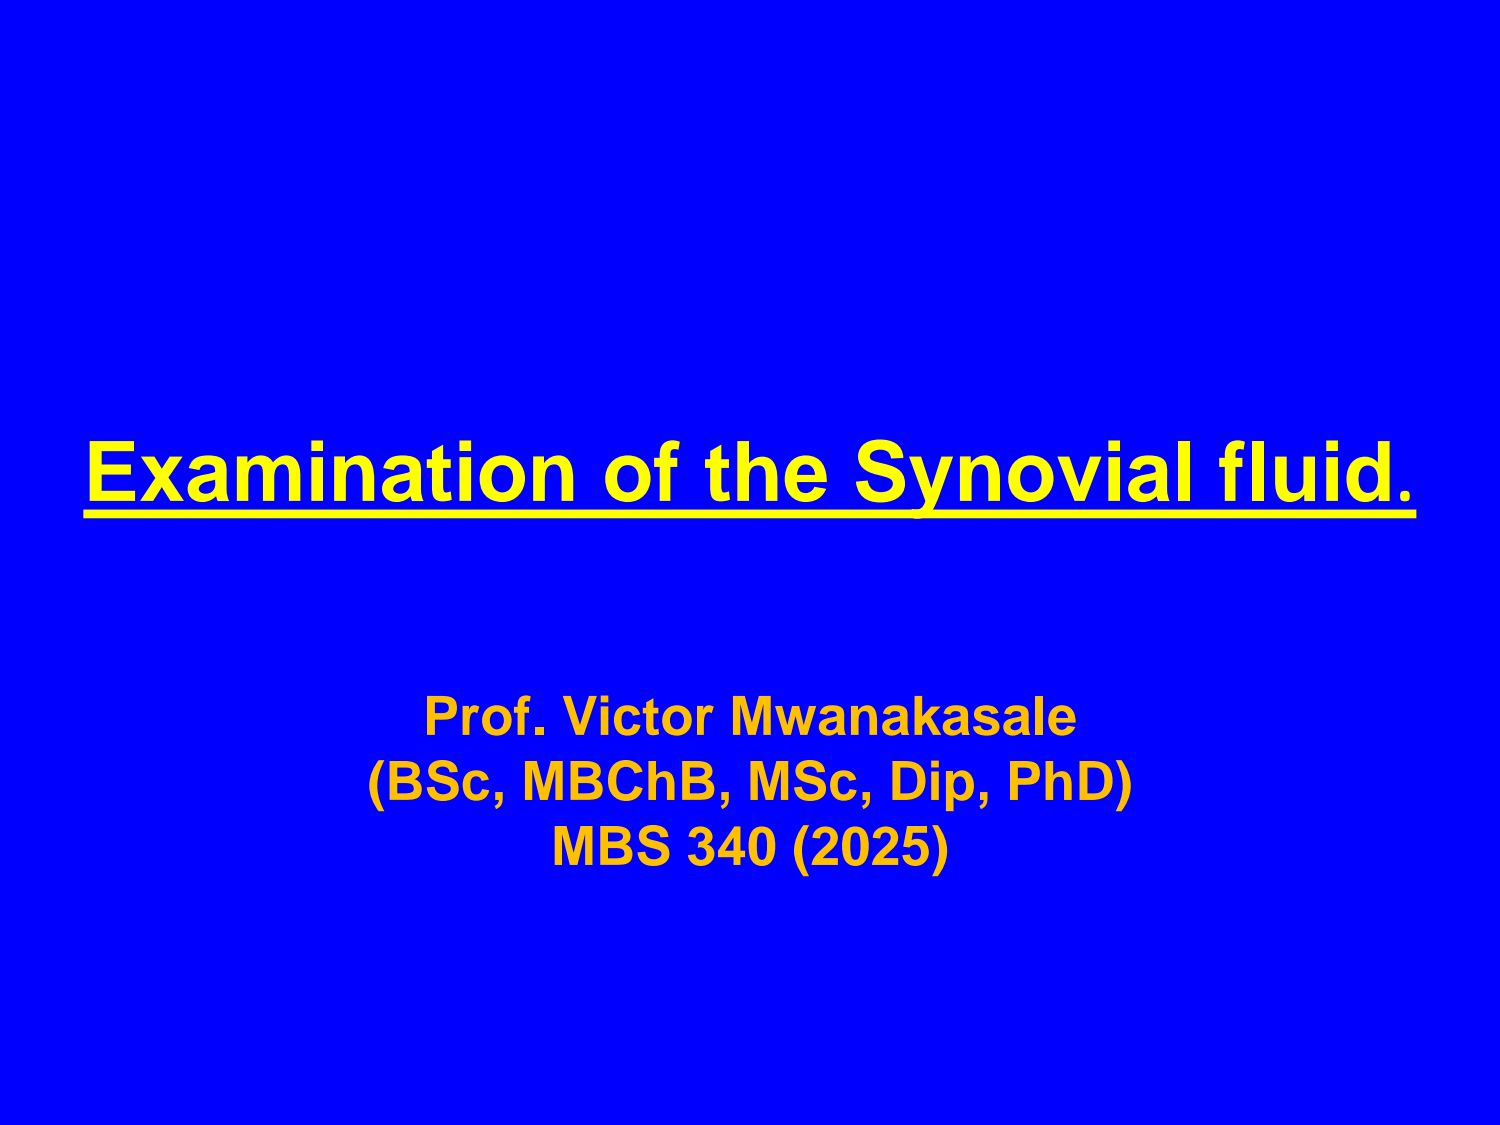 Examination of the Synovial fluid.
Prof. Victor Mwanakasale
(BSc, MBChB, MSc, Dip, PhD)
MBS 340 (2025)